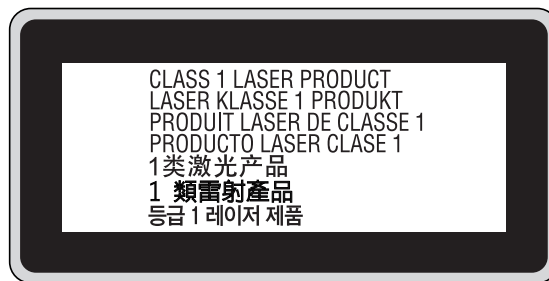 CLASS 1 LASER PRODUCT
LASER KLASSE 1 PRODUKT
PRODUIT LASER DE CLASSE 1
PRODUCTO LASER CLASE 1
1类激光产品
1 類雷射產品
등급 1 레이저 제품